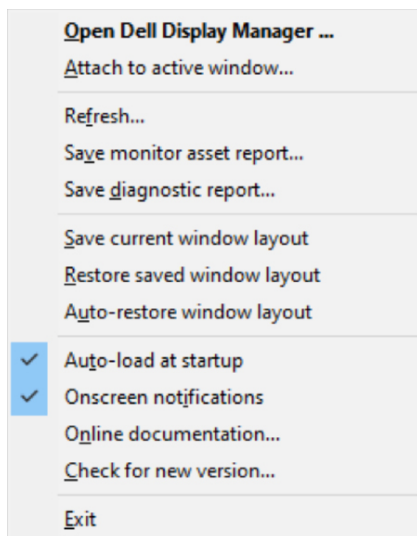 Open Dell Display Manager ...
Attach to active window...
Refresh...
Save monitor asset report...
Save diagnostic report...
Save current window layout
Restore saved window layout
Auto-restore window layout
Auto-load at startup
Onscreen notifications
Online documentation...
Check for new version...
Exit